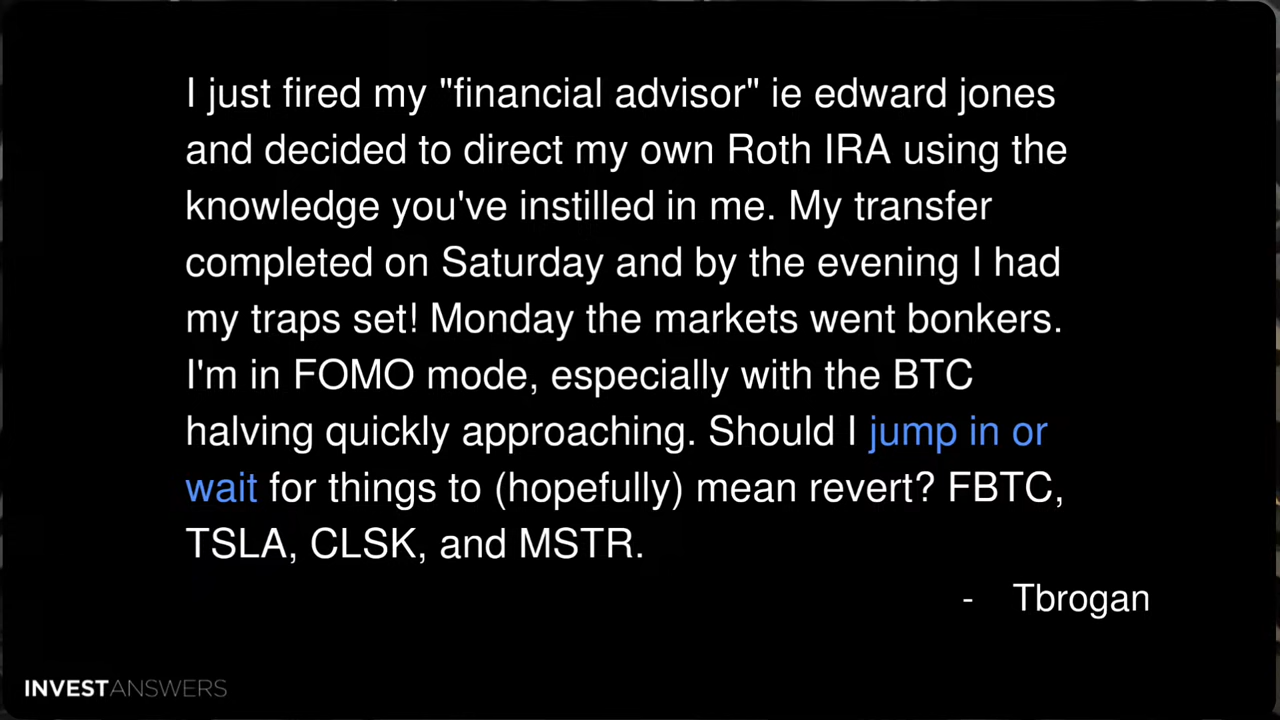 I just fired my "financial advisor" ie edward jones
and decided to direct my own Roth IRA using the
knowledge you've instilled in me. My transfer
completed on Saturday and by the evening I had
my traps set! Monday the markets went bonkers.
I'm in FOMO mode, especially with the BTC
halving quickly approaching. Should I jump in or
wait for things to (hopefully) mean revert? FBTC,
TSLA, CLSK, and MSTR.
- Tbrogan
INVESTANSWERS